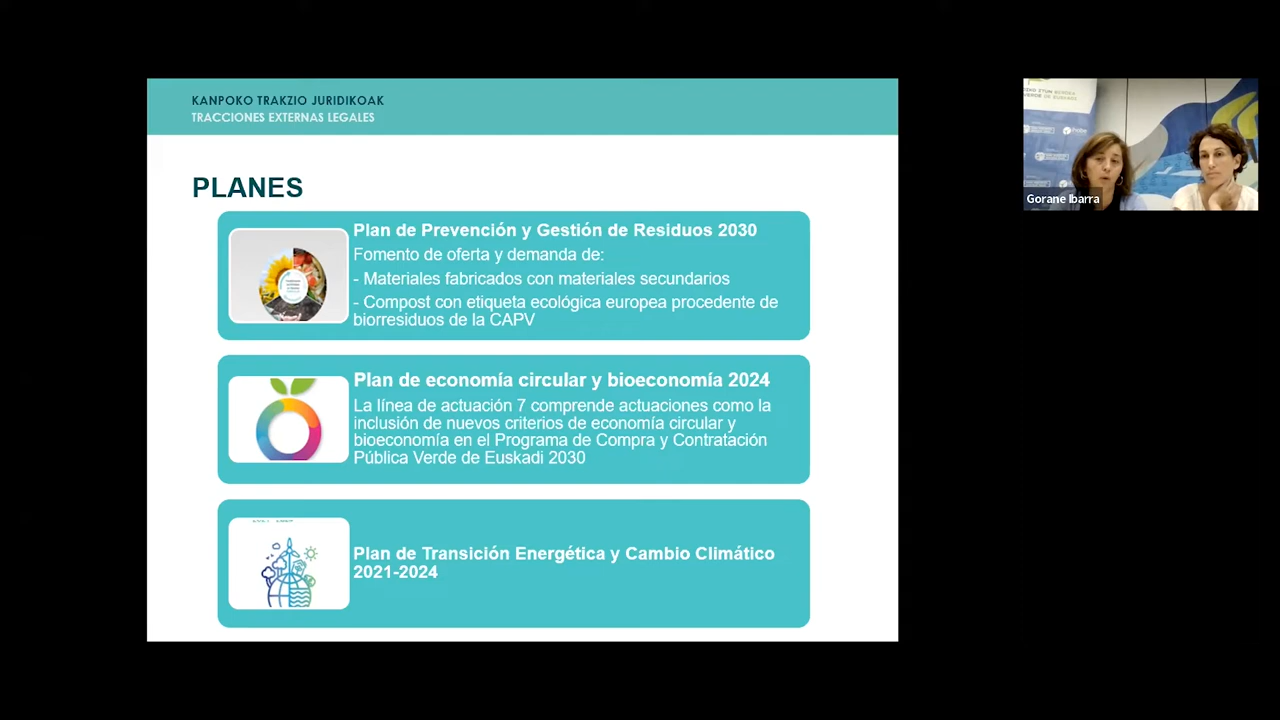 KANPOKO TRAKZIO JURIDIKOAK
TRACCIONES EXTERNAS LEGALES
PLANES
Plan de Prevención y Gestión de Residuos 2030
Fomento de oferta y demanda de:
- Materiales fabricados con materiales secundarios
- Compost con etiqueta ecológica europea procedente de
biorresiduos de la CAPV
Plan de economía circular y bioeconomía 2024
La línea de actuación 7 comprende actuaciones como la
inclusión de nuevos criterios de economía circular y
bioeconomía en el Programa de Compra y Contratación
Pública Verde de Euskadi 2030
Plan de Transición Energética y Cambio Climático
2021-2024
VERDE DE EUSKADI
Gorane Ibarra